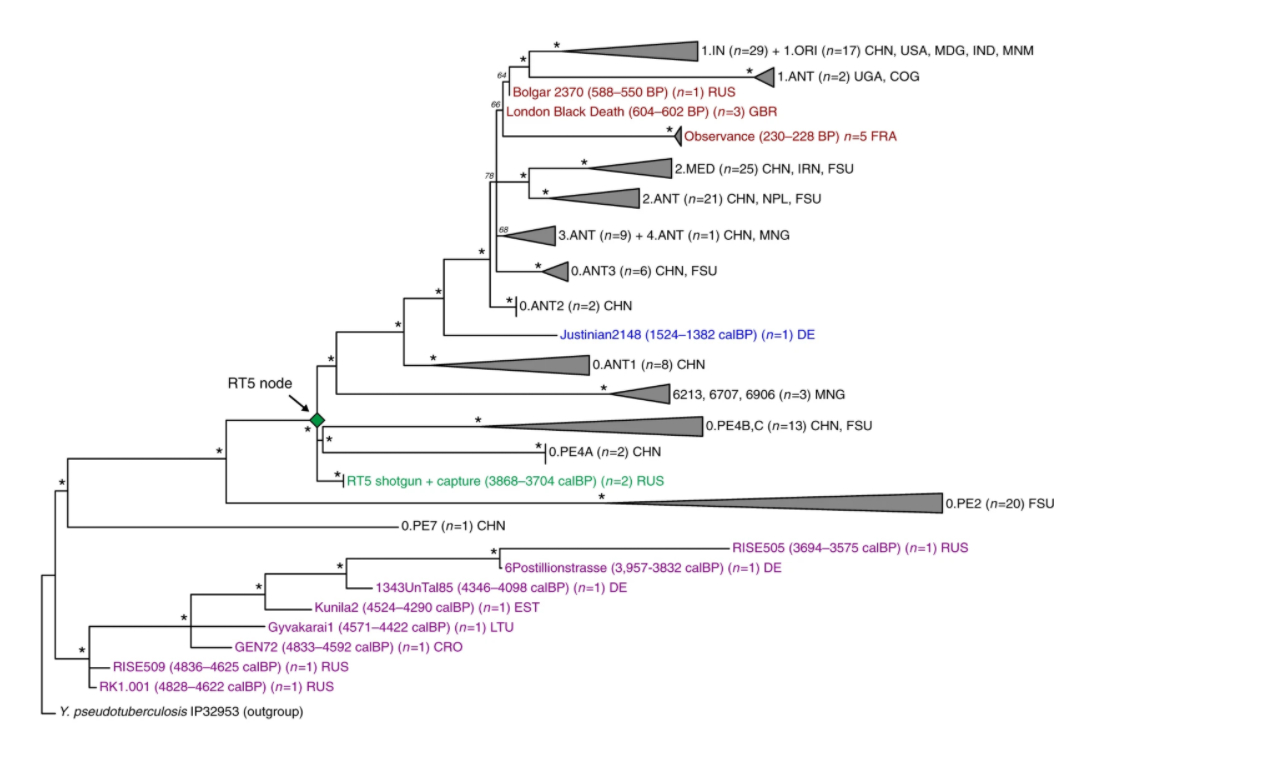 *
1.IN (n=29) + 1.ORI (n=17) CHN, USA, MDG, IND, MNM
*
*
1.ANT (n=2) UGA, COG
64
Bolgar 2370 (588–550 BP) (n=1) RUS
66
London Black Death (604–602 BP) (n=3) GBR
*
Observance (230–228 BP) n=5 FRA
*
2.MED (n=25) CHN, IRN, FSU
78
*
*
2.ANT (n=21) CHN, NPL, FSU
68
3.ANT (n=9) + 4.ANT (n=1) CHN, MNG
*
*
0.ANT3 (n=6) CHN, FSU
*
*
0.ANT2 (n=2) CHN
*
Justinian2148 (1524–1382 calBP) (n=1) DE
*
*
0.ANT1 (n=8) CHN
RT5 node
*
6213, 6707, 6906 (n=3) MNG
*
*
0.PE4B,C (n=13) CHN, FSU
*
*
0.PE4A (n=2) CHN
*
*
RT5 shotgun + capture (3868–3704 calBP) (n=2) RUS
*
*
0.PE2 (n=20) FSU
0.PE7 (n=1) CHN
*
RISE505 (3694–3575 calBP) (n=1) RUS
*
6Postillionstrasse (3,957-3832 calBP) (n=1) DE
*
1343UnTal85 (4346–4098 calBP) (n=1) DE
Kunila2 (4524–4290 calBP) (n=1) EST
*
Gyvakarai1 (4571–4422 calBP) (n=1) LTU
*
GEN72 (4833–4592 calBP) (n=1) CRO
RISE509 (4836–4625 calBP) (n=1) RUS
RK1.001 (4828–4622 calBP) (n=1) RUS
Y. pseudotuberculosis IP32953 (outgroup)